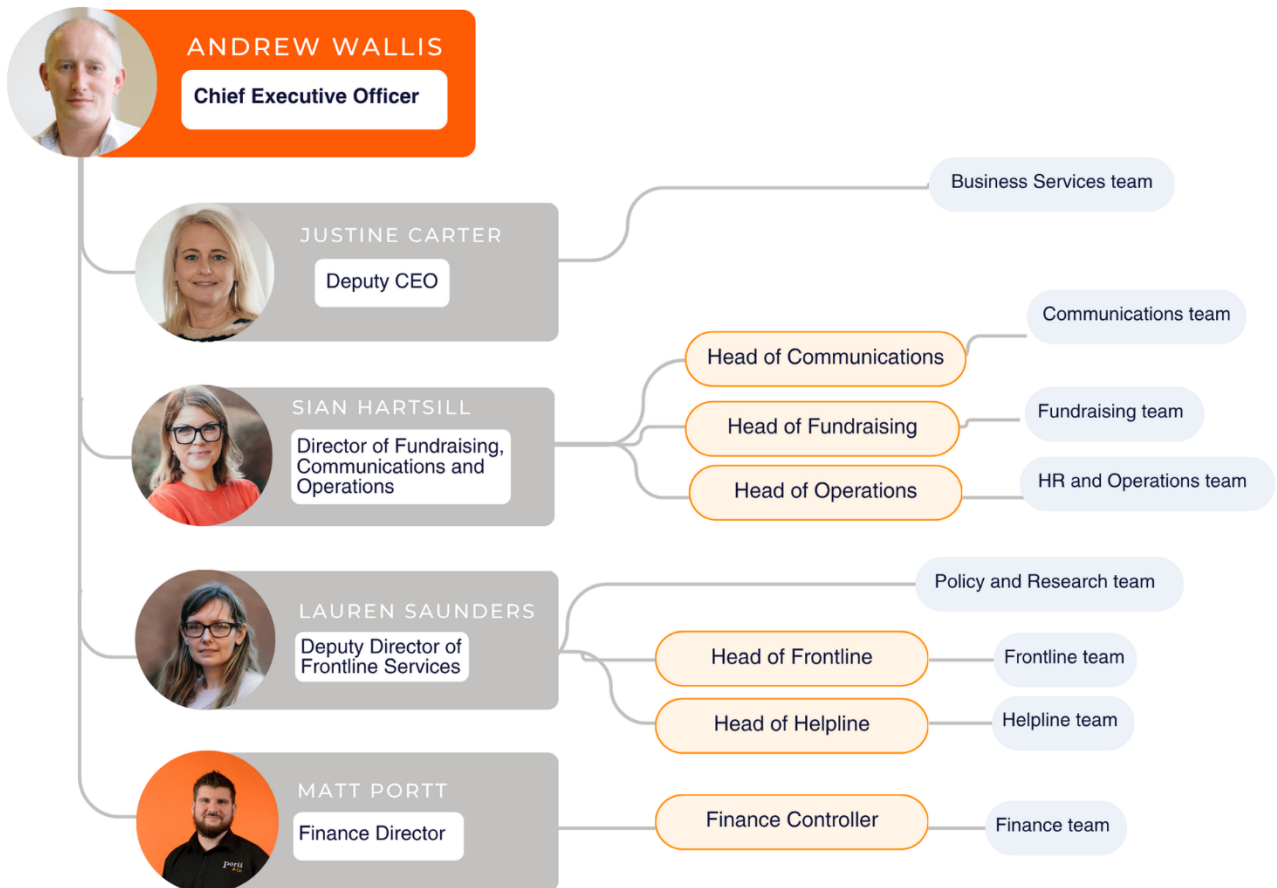 ANDREW WALLIS
Chief Executive Officer
JUSTINE CARTER
Deputy CEO
Business Services team
SIAN HARTSILL
Director of Fundraising,
Communications and
Operations
Head of Communications
Communications team
Head of Fundraising
Fundraising team
Head of Operations
HR and Operations team
LAUREN SAUNDERS
Deputy Director of
Frontline Services
Policy and Research team
Head of Frontline
Frontline team
Head of Helpline
Helpline team
MATT PORTT
Finance Director
Finance Controller
Finance team
Portt